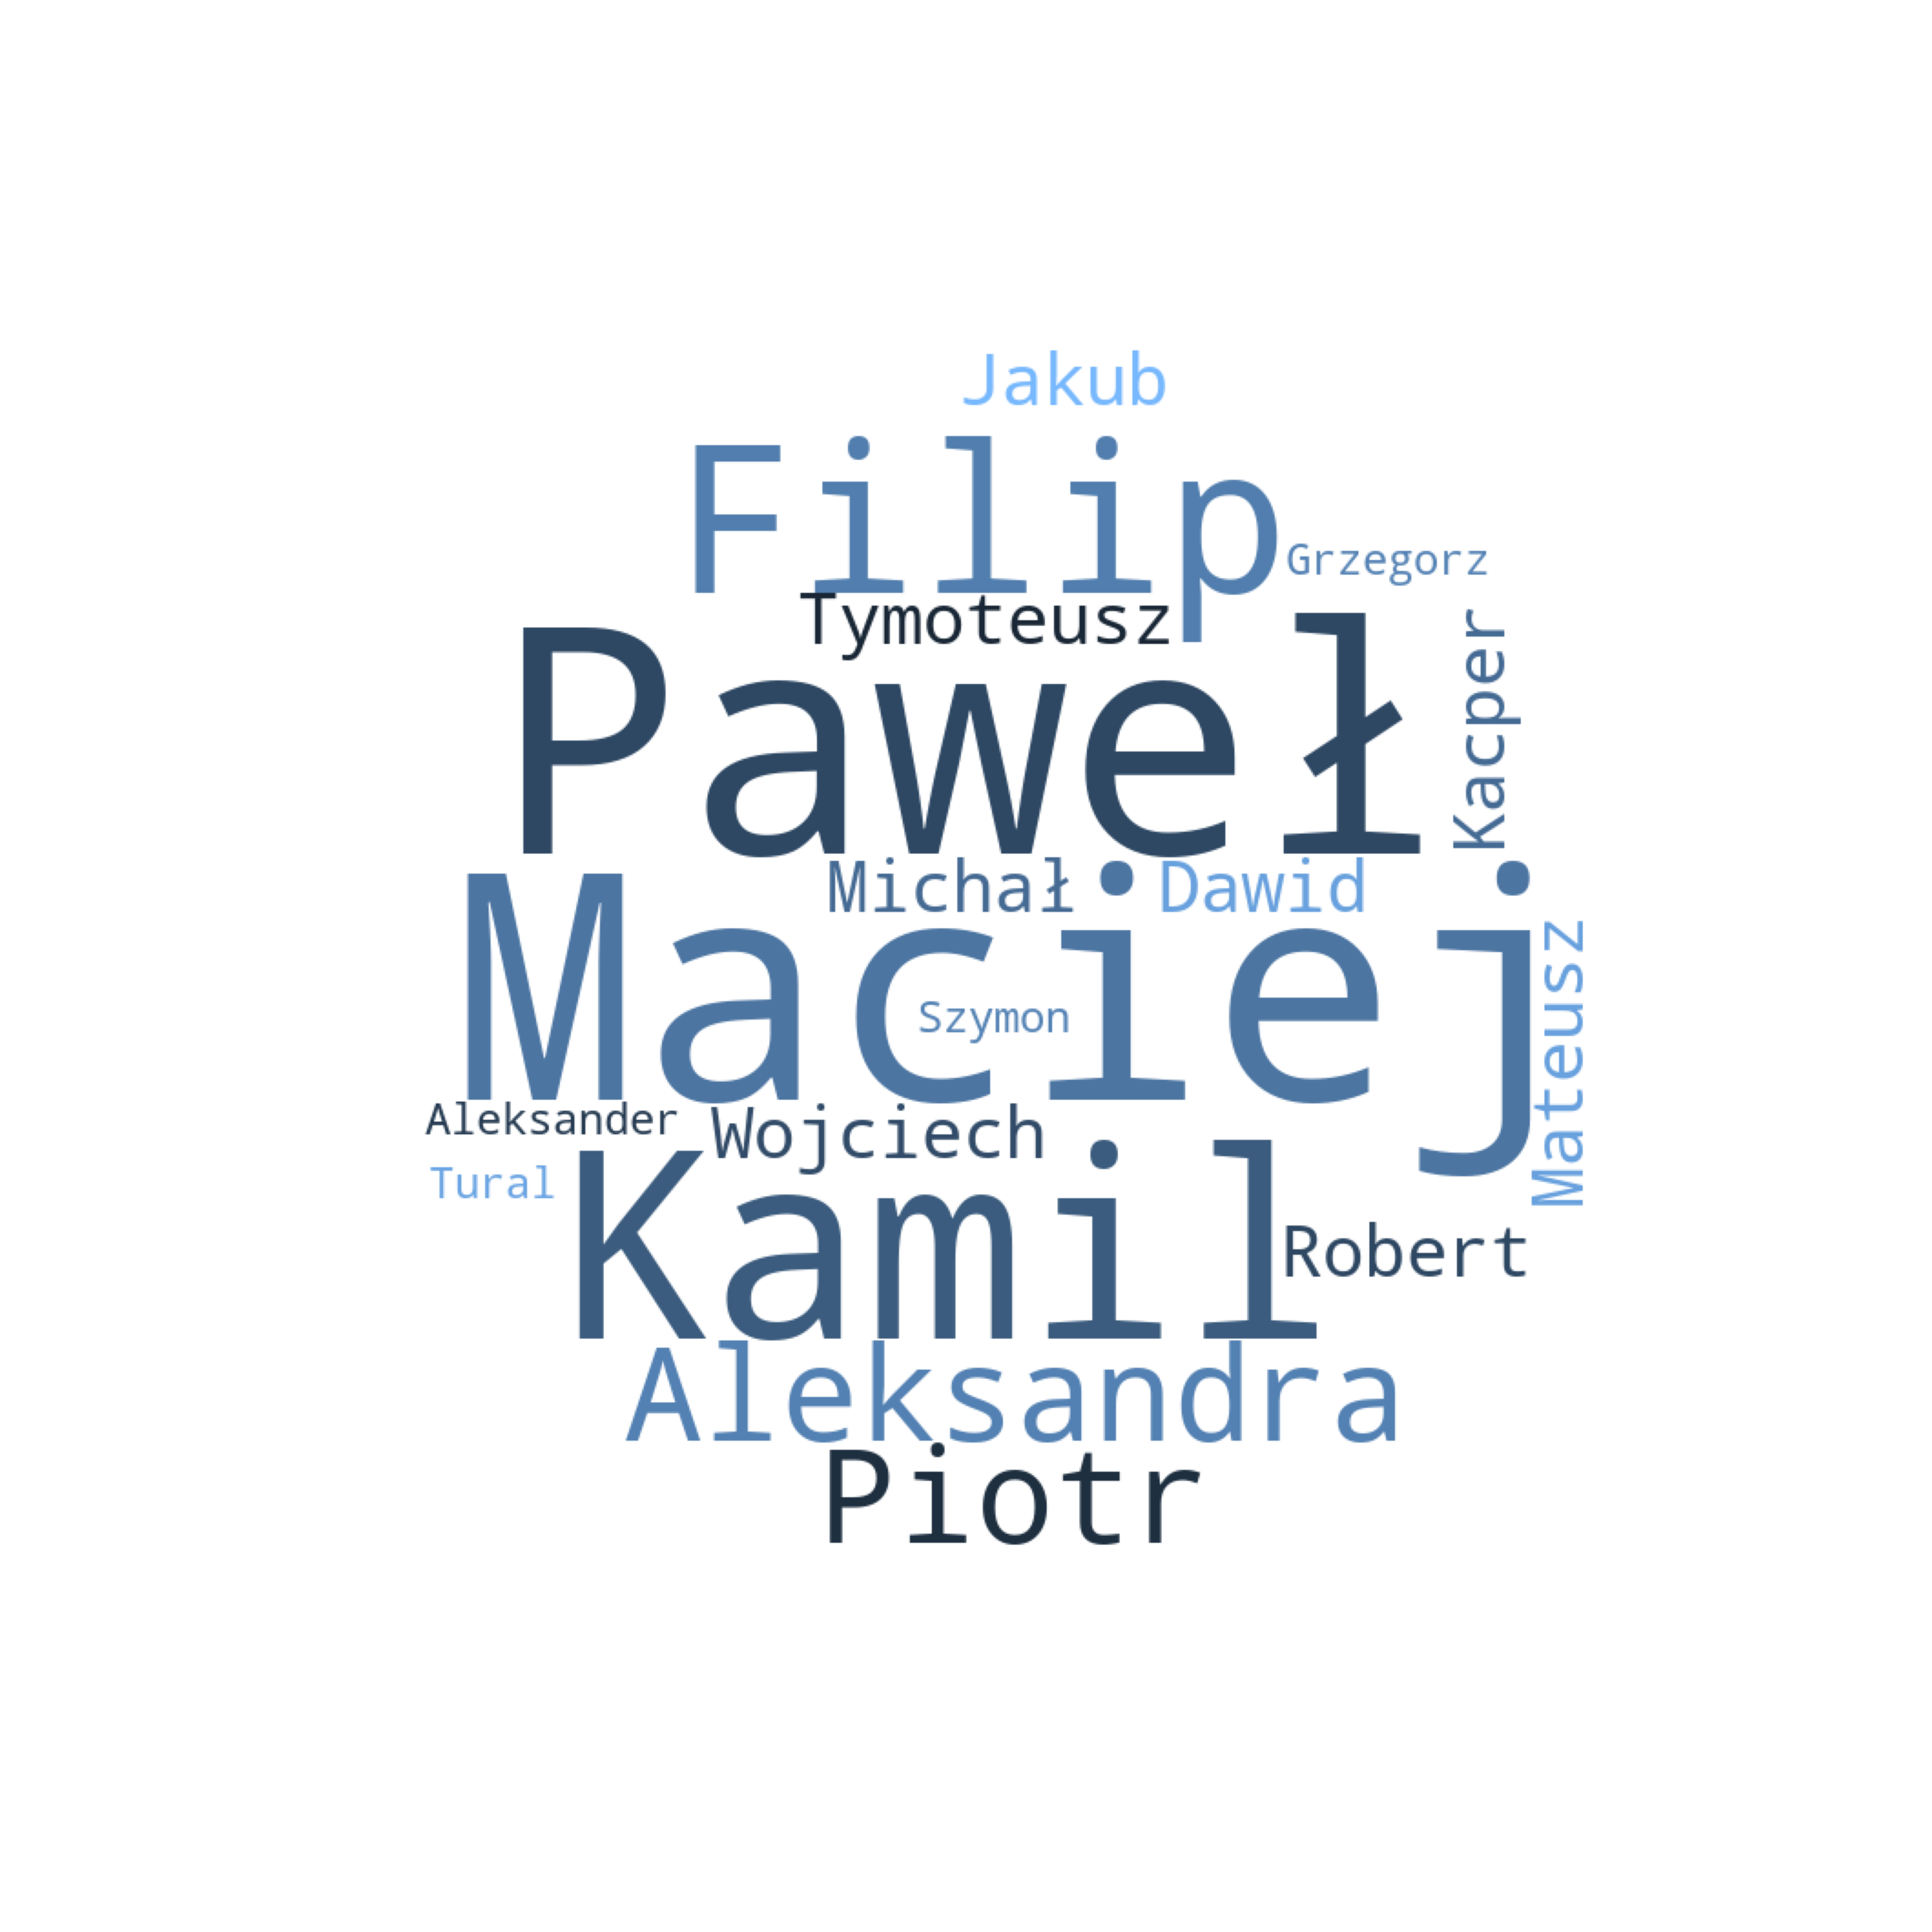 Jakub
Filip
Grzegorz
Tymoteusz
Paweł
Kacper
Michał
Dawid
Maciej
Szymon
Mateusz
Aleksander
Wojciech
Tural
Kamil
Robert
Aleksandra
Piotr